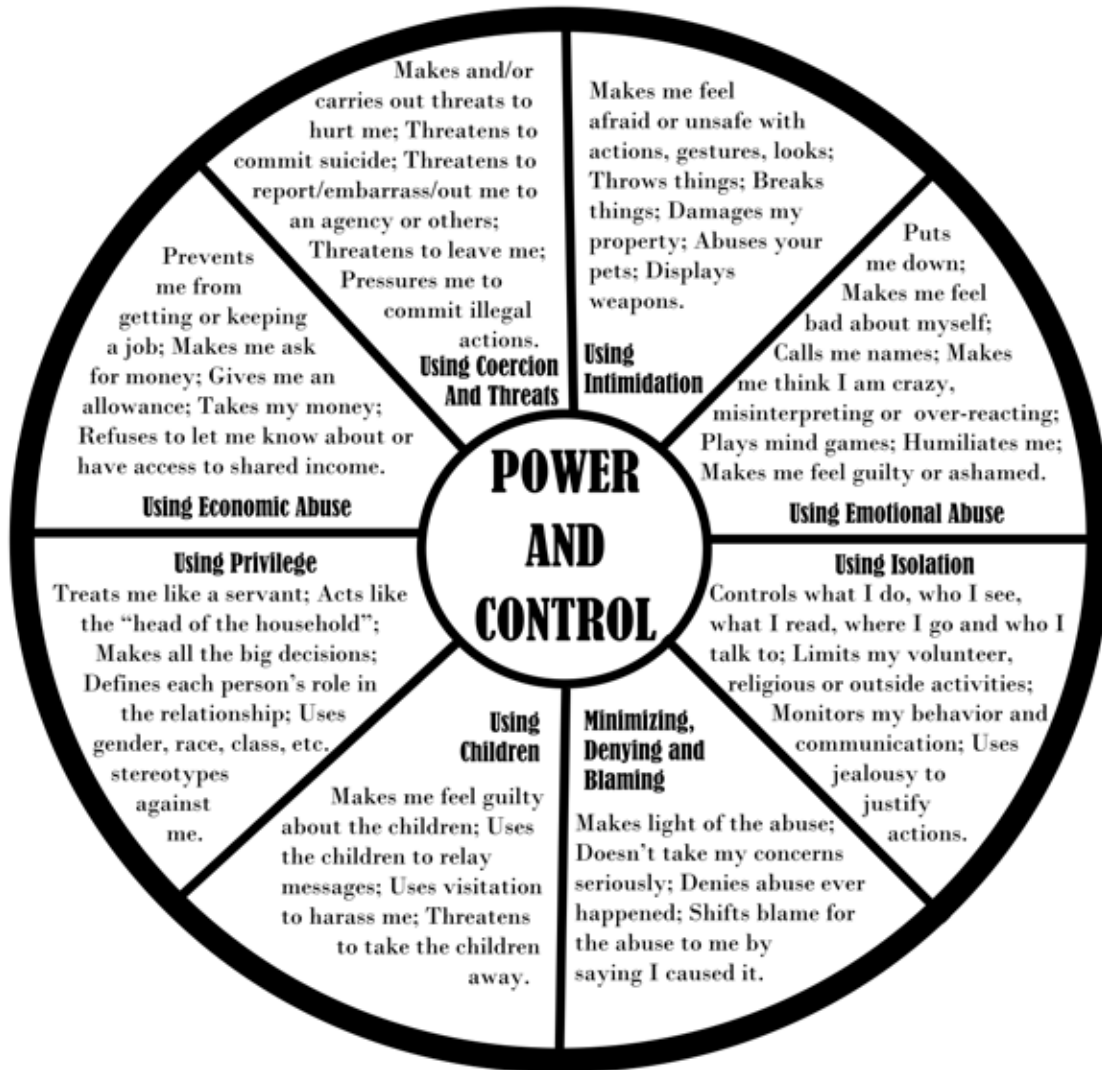 Makes and/or
carries out threats to
hurt me; Threatens to
commit suicide; Threatens to
report/embarrass/out me to
an agency or others;
Threatens to leave me;
Pressures me to
commit illegal
actions.
Using Coercion
And Threats
Makes me feel
afraid or unsafe with
actions, gestures, looks;
Throws things; Breaks
things; Damages my
property; Abuses your
pets; Displays
weapons.
Using
Intimidation
Puts
me down;
Makes me feel
bad about myself;
Calls me names; Makes
me think I am crazy,
misinterpreting or over-reacting;
Plays mind games; Humiliates me;
Makes me feel guilty or ashamed.
Using Emotional Abuse
Using Isolation
Controls what I do, who I see,
what I read, where I go and who I
talk to; Limits my volunteer,
religious or outside activities;
Monitors my behavior and
communication; Uses
jealousy to
justify
actions.
Minimizing,
Denying and
Blaming
Makes light of the abuse;
Doesn't take my concerns
seriously; Denies abuse ever
happened; Shifts blame for
the abuse to me by
saying I caused it.
Using
Children
Makes me feel guilty
about the children; Uses
the children to relay
messages; Uses visitation
to harass me; Threatens
to take the children
away.
Using Privilege
Treats me like a servant; Acts like
the “head of the household”;
Makes all the big decisions;
Defines each person's role in
the relationship; Uses
gender, race, class, etc.
stereotypes
against
me.
Prevents
me from
getting or keeping
a job; Makes me ask
for money; Gives me an
allowance; Takes my money;
Refuses to let me know about or
have access to shared income.
Using Economic Abuse
POWER
AND
CONTROL